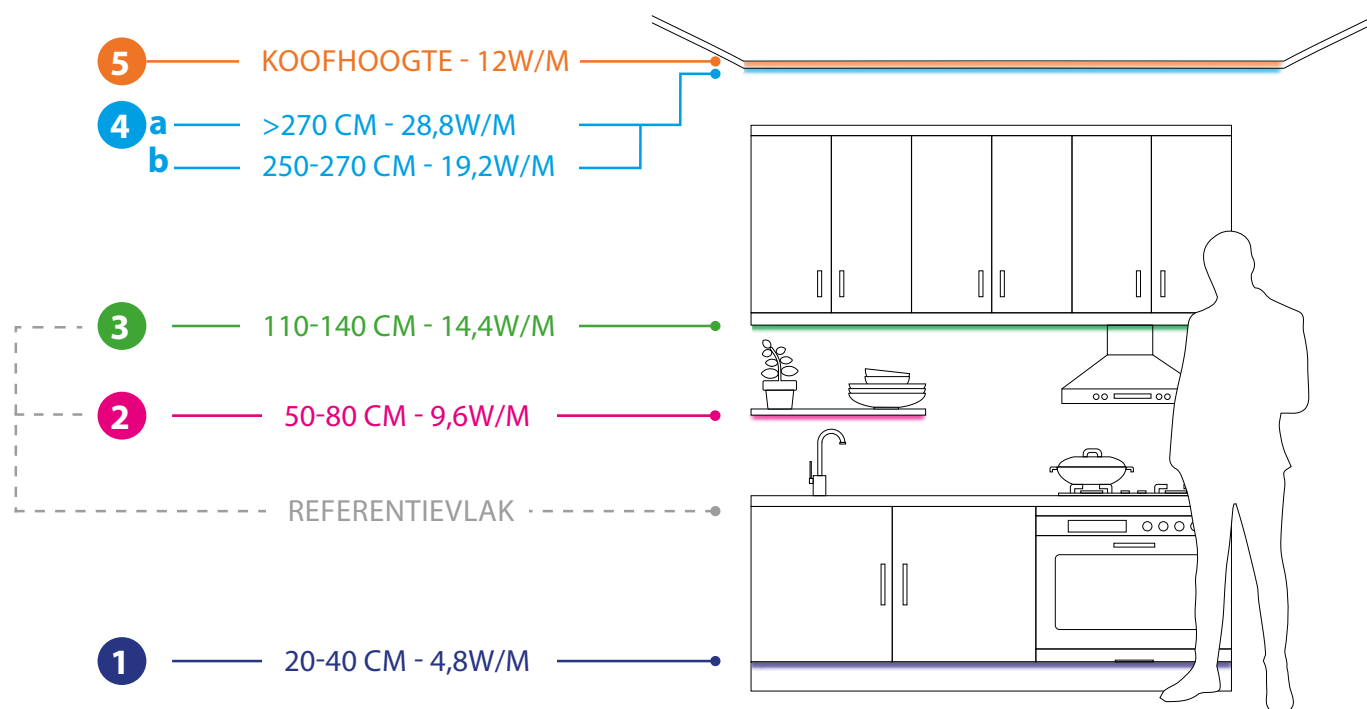 5 KOOFHOOGTE - 12W/M
4 a >270 CM - 28,8W/M
b 250-270 CM - 19,2W/M
3 110-140 CM - 14,4W/M
2 50-80 CM - 9,6W/M
REFERENTIEVLAK
1 20-40 CM - 4,8W/M